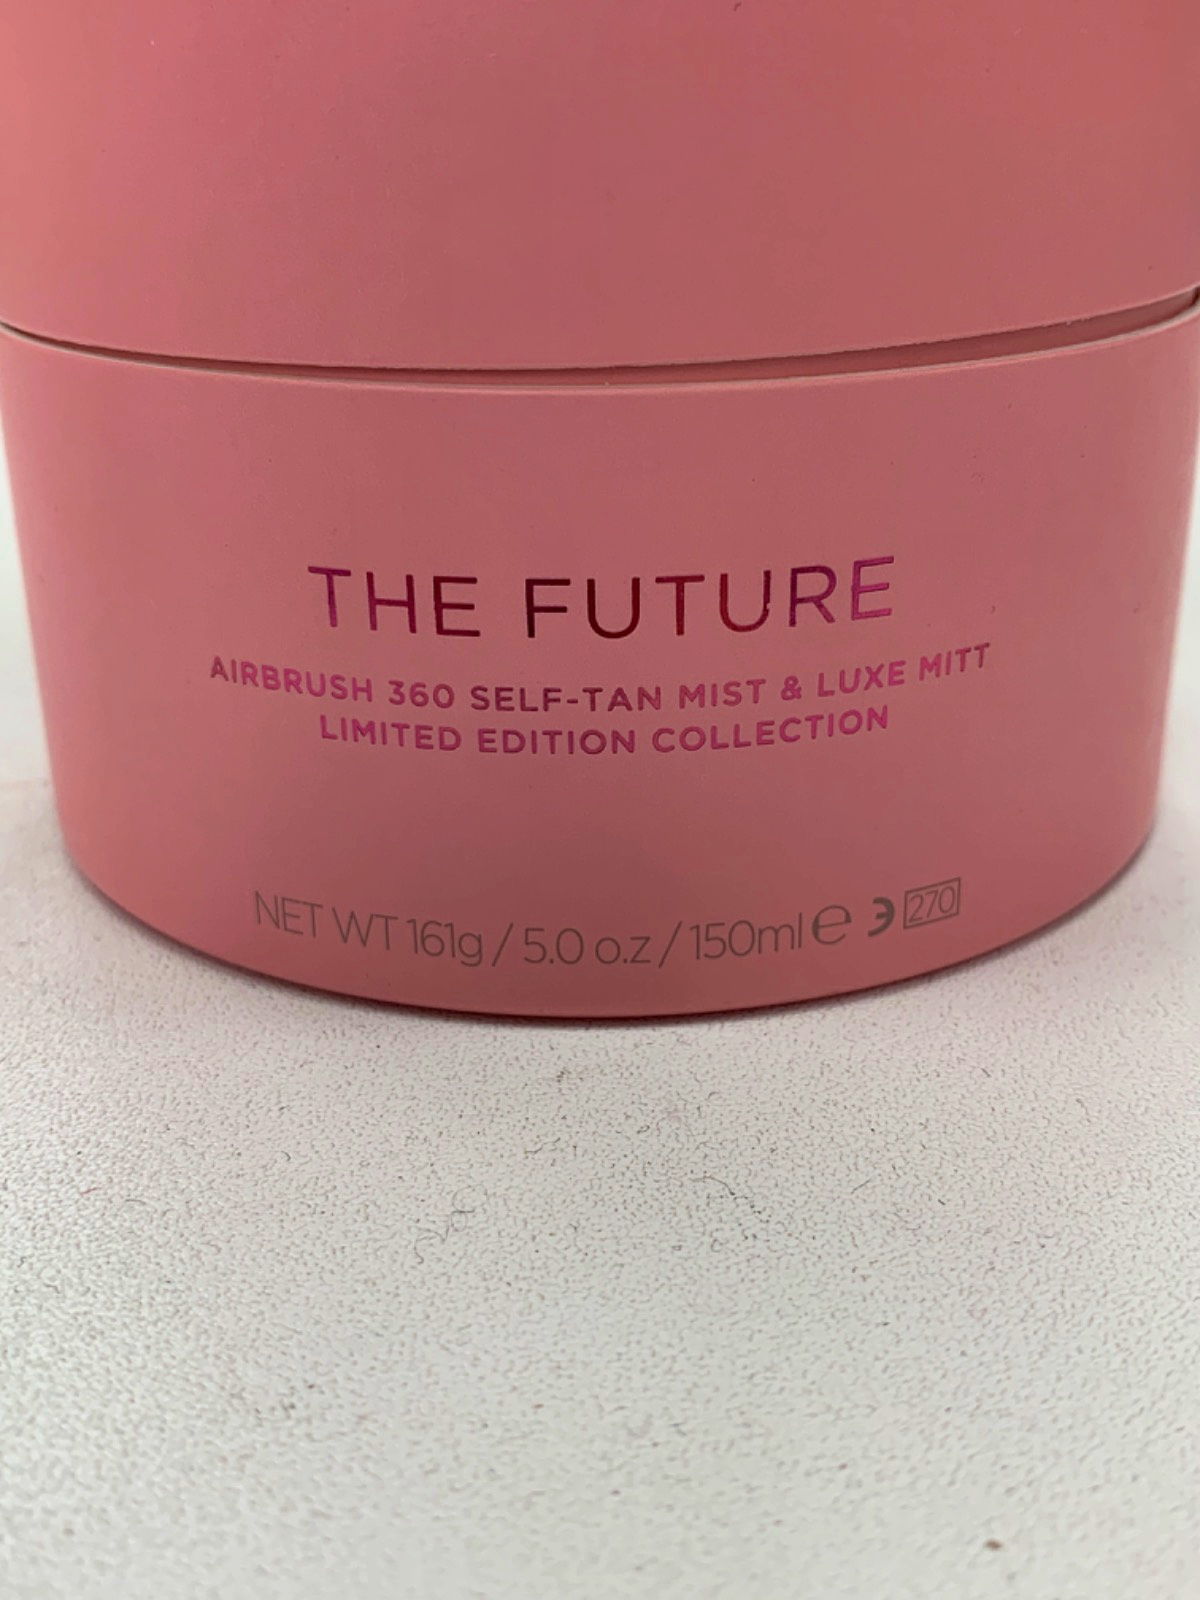 THE FUTURE
AIRBRUSH 360 SELF-TAN MIST & LUXE MITT
LIMITED EDITION COLLECTION
NET WT 161g / 5.0 o.z / 150ml ℮ 3 270